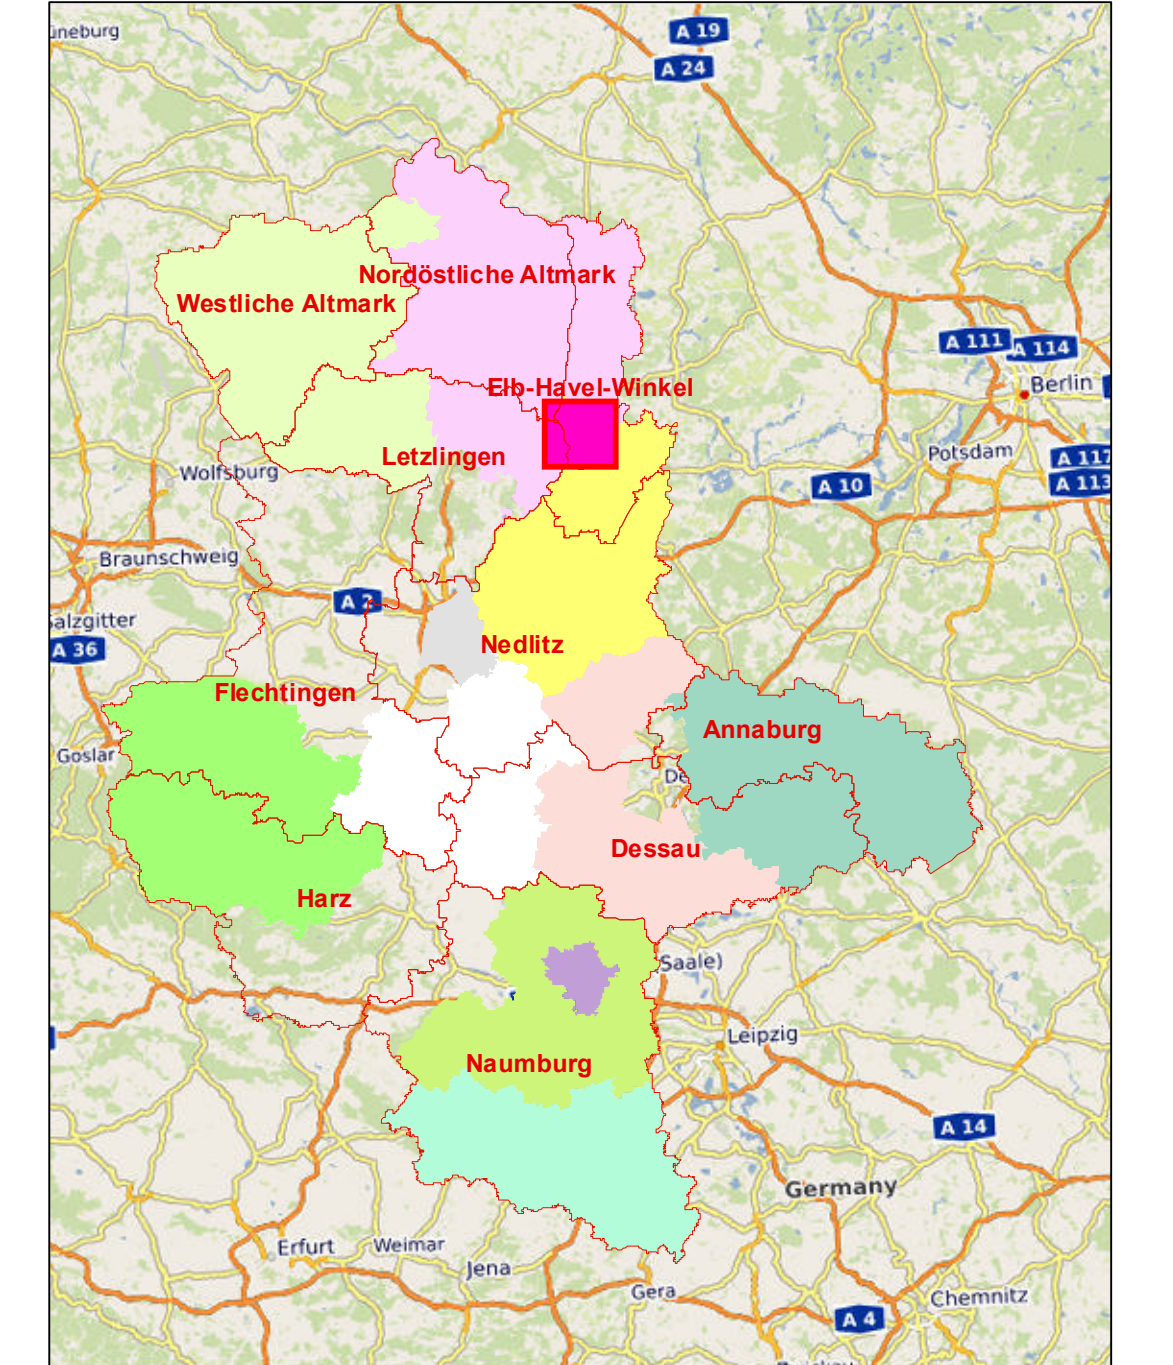 üneburg
A 19
A 24
Nordöstliche Altmark
Westliche Altmark
A 111
A 114
Berlin
Elb-Havel-Winkel
Potsdam
Letzlingen
A 117
Wolfsburg
A 10
A 113
Braunschweig
A 2
Salzgitter
Nedlitz
A 36
Flechtingen
Annaburg
Goslar
De
Dessau
Harz
Saale)
Leipzig
Naumburg
A 14
Germany
Erfurt
Weimar
Jena
Gera
Chemnitz
A 4